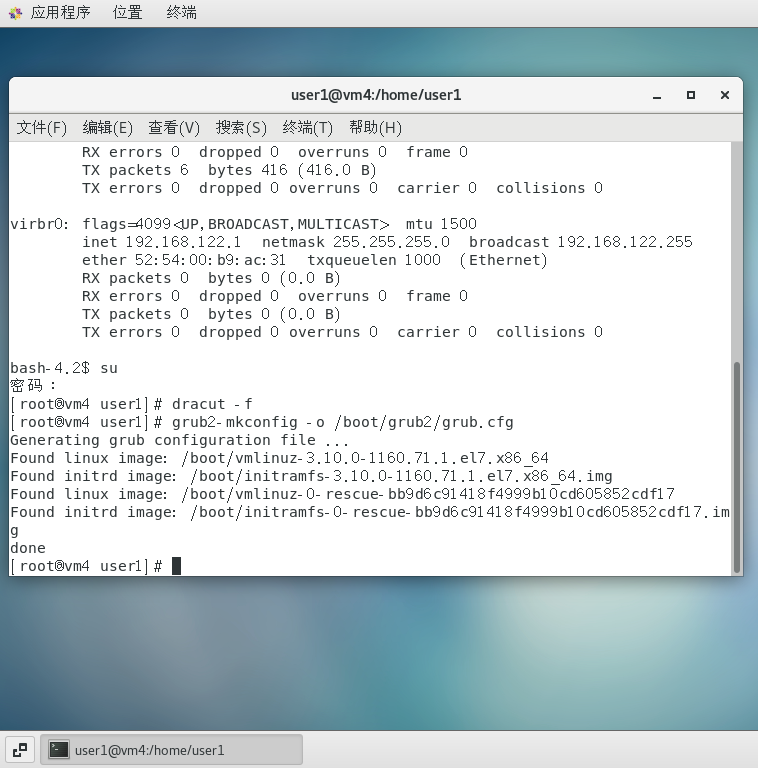 应用程序 位置 终端
user1@vm4:/home/user1
文件(F) 编辑(E) 查看(V) 搜索(S) 终端(T) 帮助(H)
RX errors 0  dropped 0  overruns 0  frame 0
TX packets 6  bytes 416 (416.0 B)
TX errors 0  dropped 0 overruns 0  carrier 0  collisions 0
virbr0: flags=4099<UP,BROADCAST,MULTICAST>  mtu 1500
inet 192.168.122.1  netmask 255.255.255.0  broadcast 192.168.122.255
ether 52:54:00:b9:ac:31  txqueuelen 1000  (Ethernet)
RX packets 0  bytes 0 (0.0 B)
RX errors 0  dropped 0  overruns 0  frame 0
TX packets 0  bytes 0 (0.0 B)
TX errors 0  dropped 0 overruns 0  carrier 0  collisions 0
bash-4.2$ su
密码：
[root@vm4 user1]# dracut -f
[root@vm4 user1]# grub2-mkconfig -o /boot/grub2/grub.cfg
Generating grub configuration file ...
Found linux image: /boot/vmlinuz-3.10.0-1160.71.1.el7.x86_64
Found initrd image: /boot/initramfs-3.10.0-1160.71.1.el7.x86_64.img
Found linux image: /boot/vmlinuz-0-rescue-bb9d6c91418f4999b10cd605852cdf17
Found initrd image: /boot/initramfs-0-rescue-bb9d6c91418f4999b10cd605852cdf17.im
g
done
[root@vm4 user1]#
user1@vm4:/home/user1